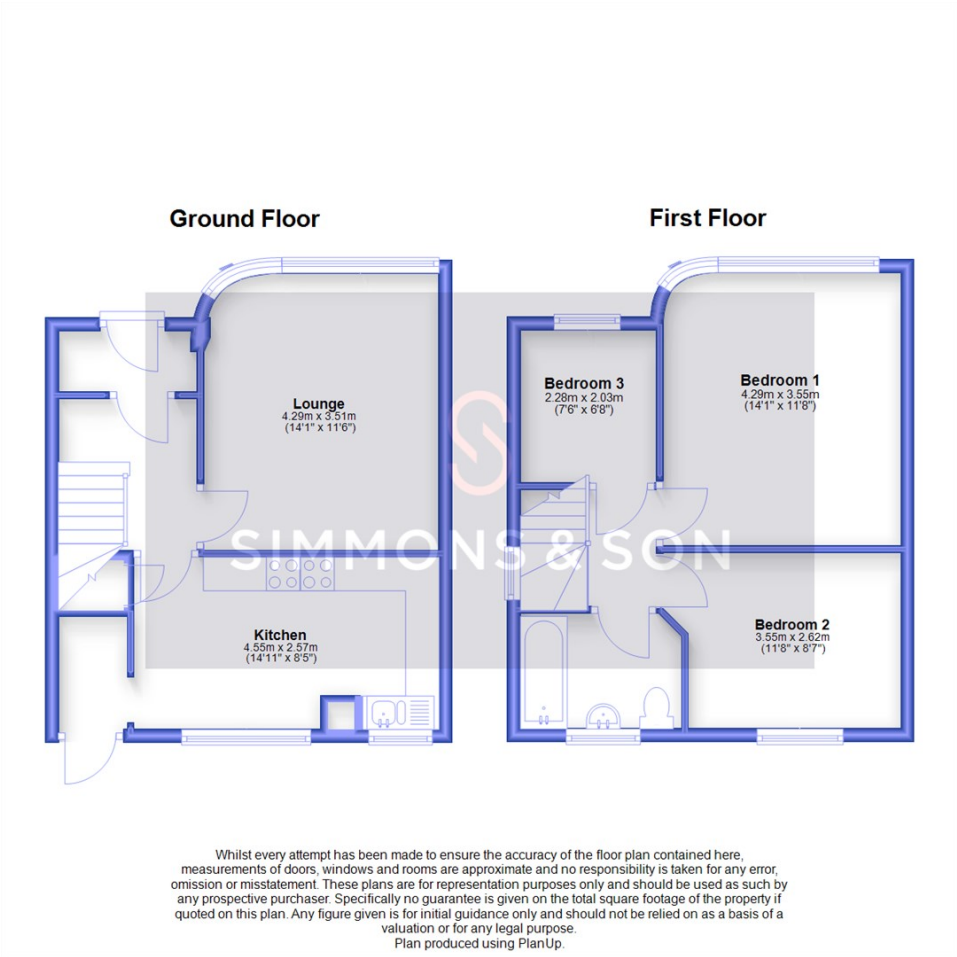 Ground Floor
First Floor
Lounge
4.29m x 3.51m
(14'1" x 11'6")
Bedroom 3
2.28m x 2.03m
(7'6" x 6'8")
Bedroom 1
4.29m x 3.55m
(14'1" x 11'8")
SIMMONS & SON
Kitchen
4.55m x 2.57m
(14'11" x 8'5")
Bedroom 2
3.55m x 2.62m
(11'8" x 8'7")
Whilst every attempt has been made to ensure the accuracy of the floor plan contained here,
measurements of doors, windows and rooms are approximate and no responsibility is taken for any error,
omission or misstatement. These plans are for representation purposes only and should be used as such by
any prospective purchaser. Specifically no guarantee is given on the total square footage of the property if
quoted on this plan. Any figure given is for initial guidance only and should not be relied on as a basis of a
valuation or for any legal purpose.
Plan produced using PlanUp.